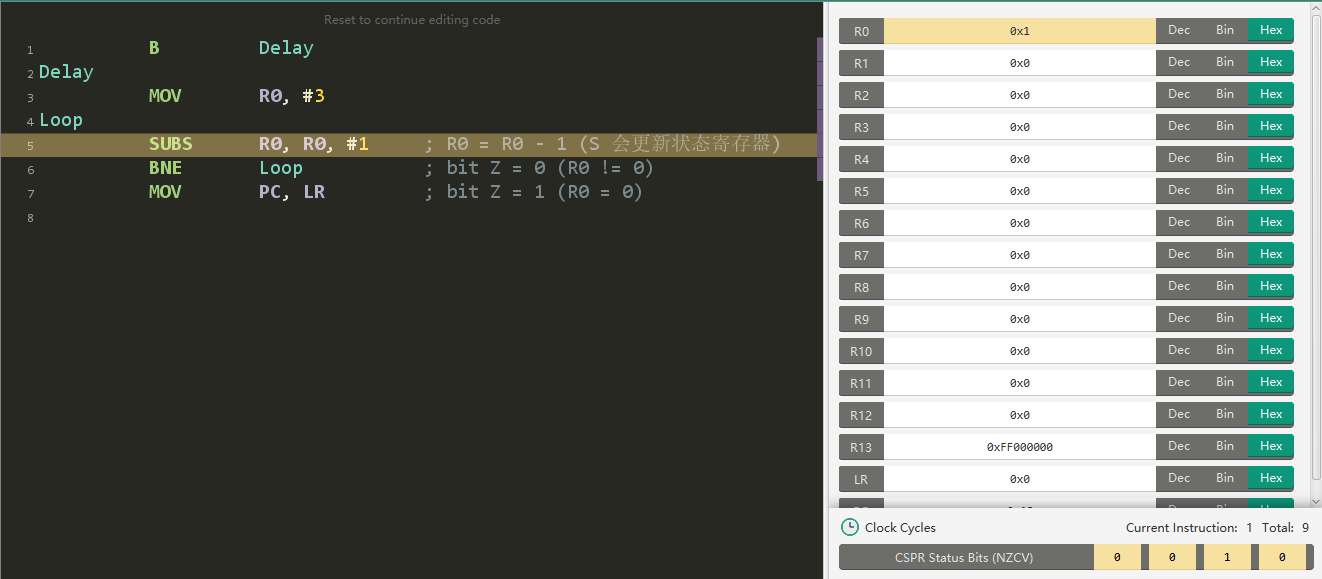 Reset to continue editing code
1 B Delay
2 Delay
3 MOV R0, #3
4 Loop
5 SUBS R0, R0, #1 ; R0 = R0 - 1 (S 会更新状态寄存器)
6 BNE Loop ; bit Z = 0 (R0 != 0)
7 MOV PC, LR ; bit Z = 1 (R0 = 0)
8
R0 0x1 Dec Bin Hex
R1 0x0 Dec Bin Hex
R2 0x0 Dec Bin Hex
R3 0x0 Dec Bin Hex
R4 0x0 Dec Bin Hex
R5 0x0 Dec Bin Hex
R6 0x0 Dec Bin Hex
R7 0x0 Dec Bin Hex
R8 0x0 Dec Bin Hex
R9 0x0 Dec Bin Hex
R10 0x0 Dec Bin Hex
R11 0x0 Dec Bin Hex
R12 0x0 Dec Bin Hex
R13 0xFF000000 Dec Bin Hex
LR 0x0 Dec Bin Hex
Clock Cycles Current Instruction: 1 Total: 9
CSPR Status Bits (NZCV) 0 0 1 0